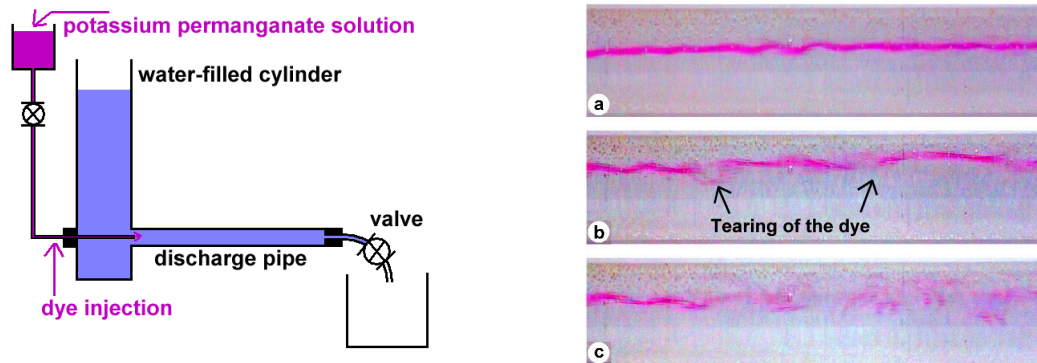 potassium permanganate solution
water-filled cylinder
valve
discharge pipe
dye injection
a
Tearing of the dye
b
c